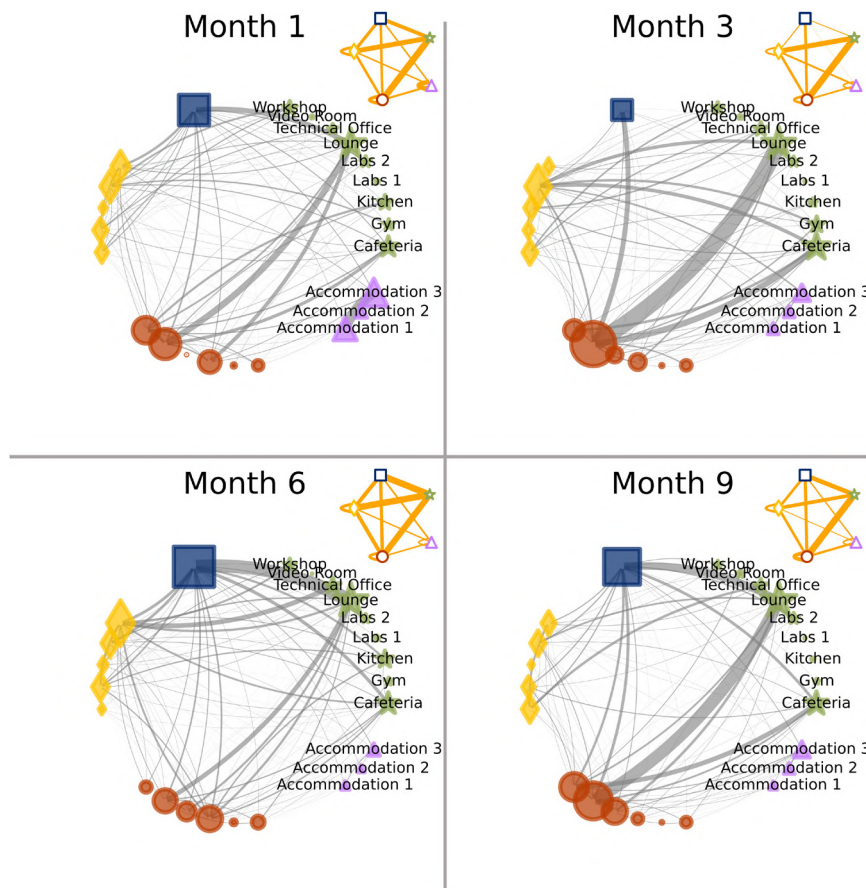 Month 1
Workshop
Video Room
Technical Office
Lounge
Labs 2
Labs 1
Kitchen
Gym
Cafeteria
Accommodation 3
Accommodation 2
Accommodation 1
Month 3
Workshop
Video Room
Technical Office
Lounge
Labs 2
Labs 1
Kitchen
Gym
Cafeteria
Accommodation 3
Accommodation 2
Accommodation 1
Month 6
Workshop
Video Room
Technical Office
Lounge
Labs 2
Labs 1
Kitchen
Gym
Cafeteria
Accommodation 3
Accommodation 2
Accommodation 1
Month 9
Workshop
Video Room
Technical Office
Lounge
Labs 2
Labs 1
Kitchen
Gym
Cafeteria
Accommodation 3
Accommodation 2
Accommodation 1